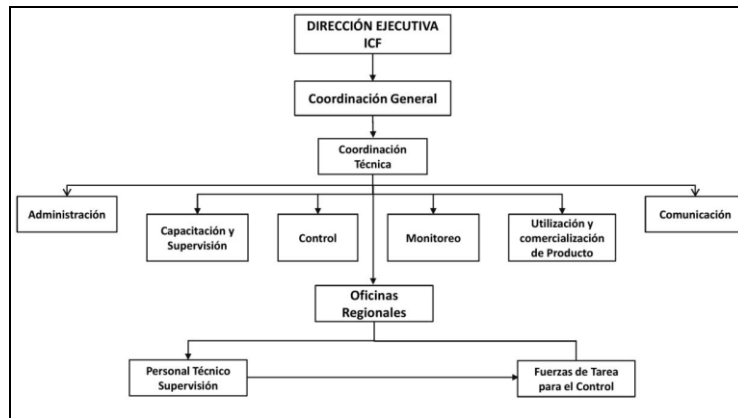 DIRECCIÓN EJECUTIVA
ICF
Coordinación General
Coordinación
Técnica
Administración
Comunicación
Capacitación y
Supervisión
Control
Monitoreo
Utilización y
comercialización
de Producto
Oficinas
Regionales
Personal Técnico
Supervisión
Fuerzas de Tarea
para el Control